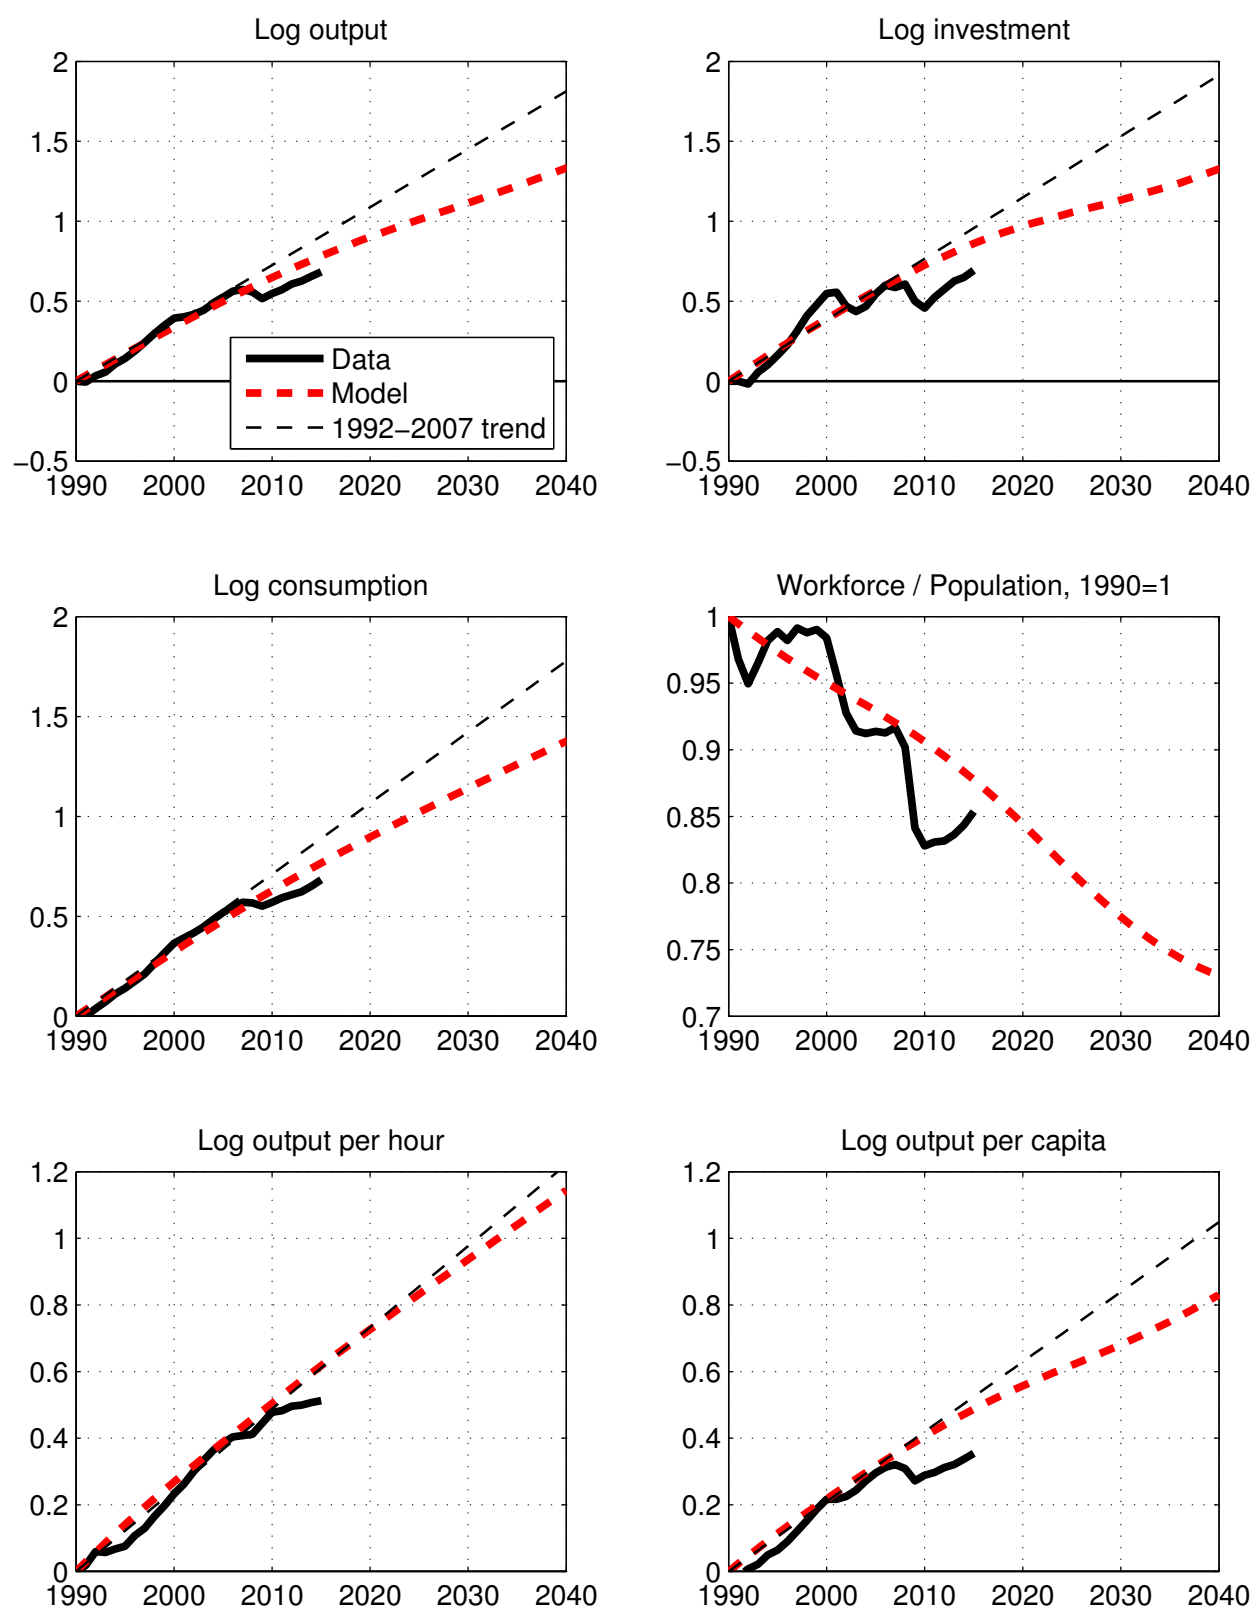 Log output
2
1.5
1
0.5
0
−0.5
1990 2000 2010 2020 2030 2040
Data
Model
1992−2007 trend
Log investment
2
1.5
1
0.5
0
−0.5
1990 2000 2010 2020 2030 2040
Log consumption
2
1.5
1
0.5
0
1990 2000 2010 2020 2030 2040
Workforce / Population, 1990=1
1
0.95
0.9
0.85
0.8
0.75
0.7
1990 2000 2010 2020 2030 2040
Log output per hour
1.2
1
0.8
0.6
0.4
0.2
0
1990 2000 2010 2020 2030 2040
Log output per capita
1.2
1
0.8
0.6
0.4
0.2
0
1990 2000 2010 2020 2030 2040